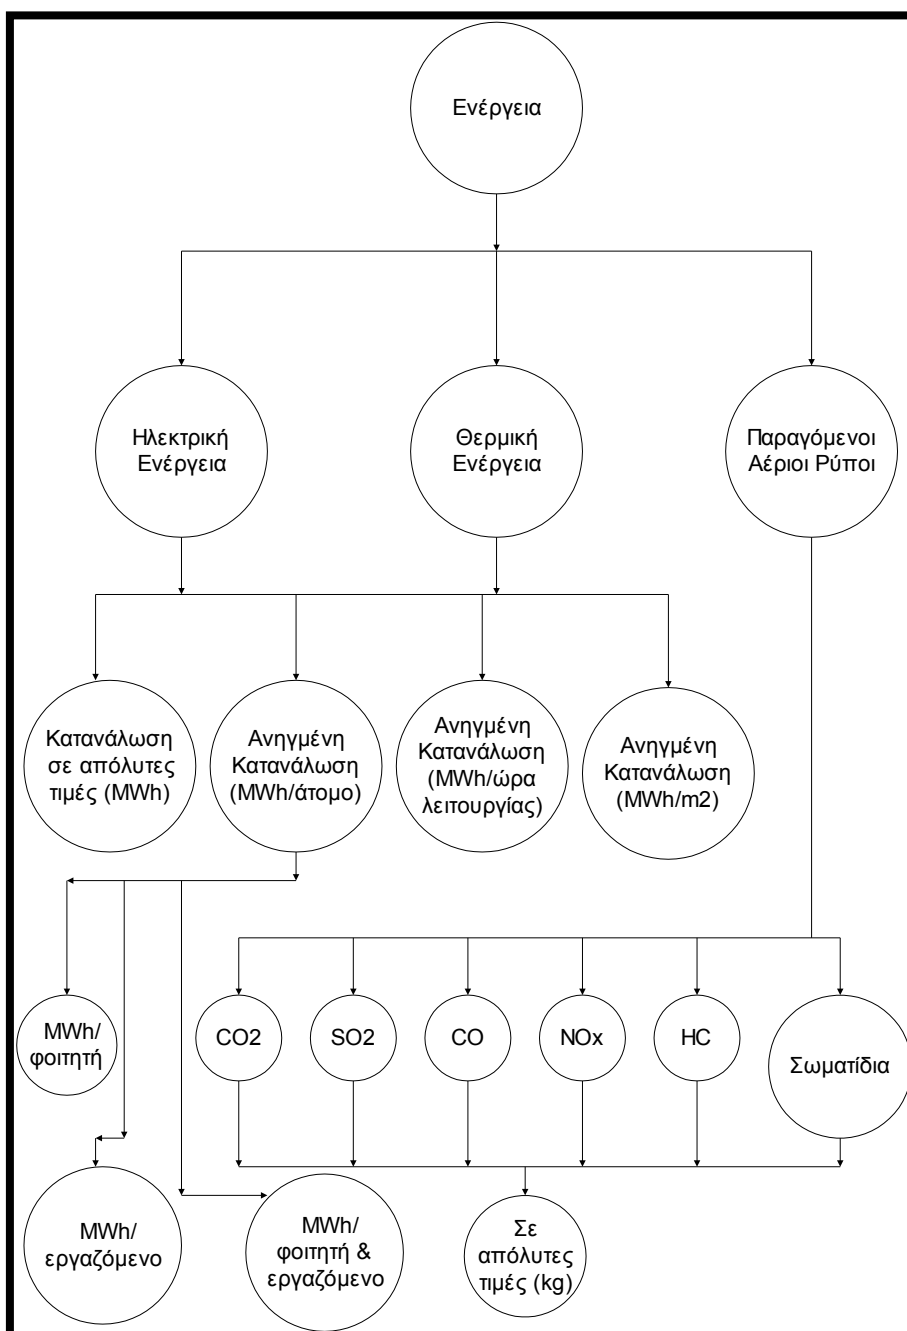 Ενέργεια
Ηλεκτρική
Ενέργεια
Θερμική
Ενέργεια
Παραγόμενοι
Αέριοι Ρύποι
Κατανάλωση
σε απόλυτες
τιμές (MWh)
Ανηγμένη
Κατανάλωση
(MWh/άτομο)
Ανηγμένη
Κατανάλωση
(MWh/ώρα
λειτουργίας)
Ανηγμένη
Κατανάλωση
(MWh/m2)
MWh/
φοιτητή
CO2
SO2
CO
NOx
HC
Σωματίδια
MWh/
εργαζόμενο
MWh/
φοιτητή &
εργαζόμενο
Σε
απόλυτες
τιμές (kg)